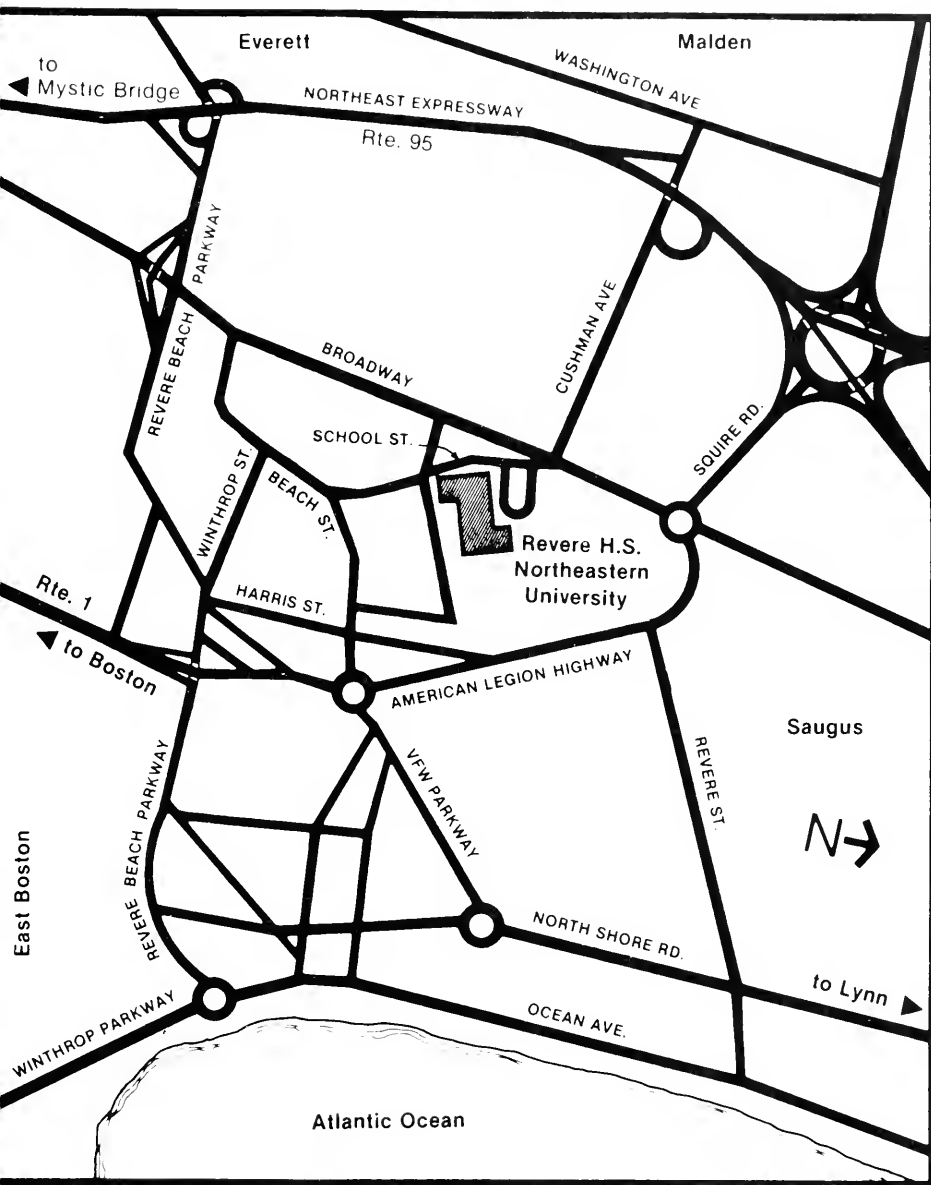 Everett
Malden
to
Mystic Bridge
WASHINGTON AVE
NORTHEAST EXPRESSWAY
Rte. 95
REVERE BEACH PARKWAY
CUSHMAN AVE
BROADWAY
SCHOOL ST.
SQUIRE RD.
WINTHROP ST.
BEACH ST.
Revere H.S.
Northeastern
University
Rte. 1
to Boston
HARRIS ST.
AMERICAN LEGION HIGHWAY
Saugus
REVERE ST.
VFW PARKWAY
N
REVERE BEACH PARKWAY
East Boston
NORTH SHORE RD.
to Lynn
WINTHROP PARKWAY
OCEAN AVE.
Atlantic Ocean